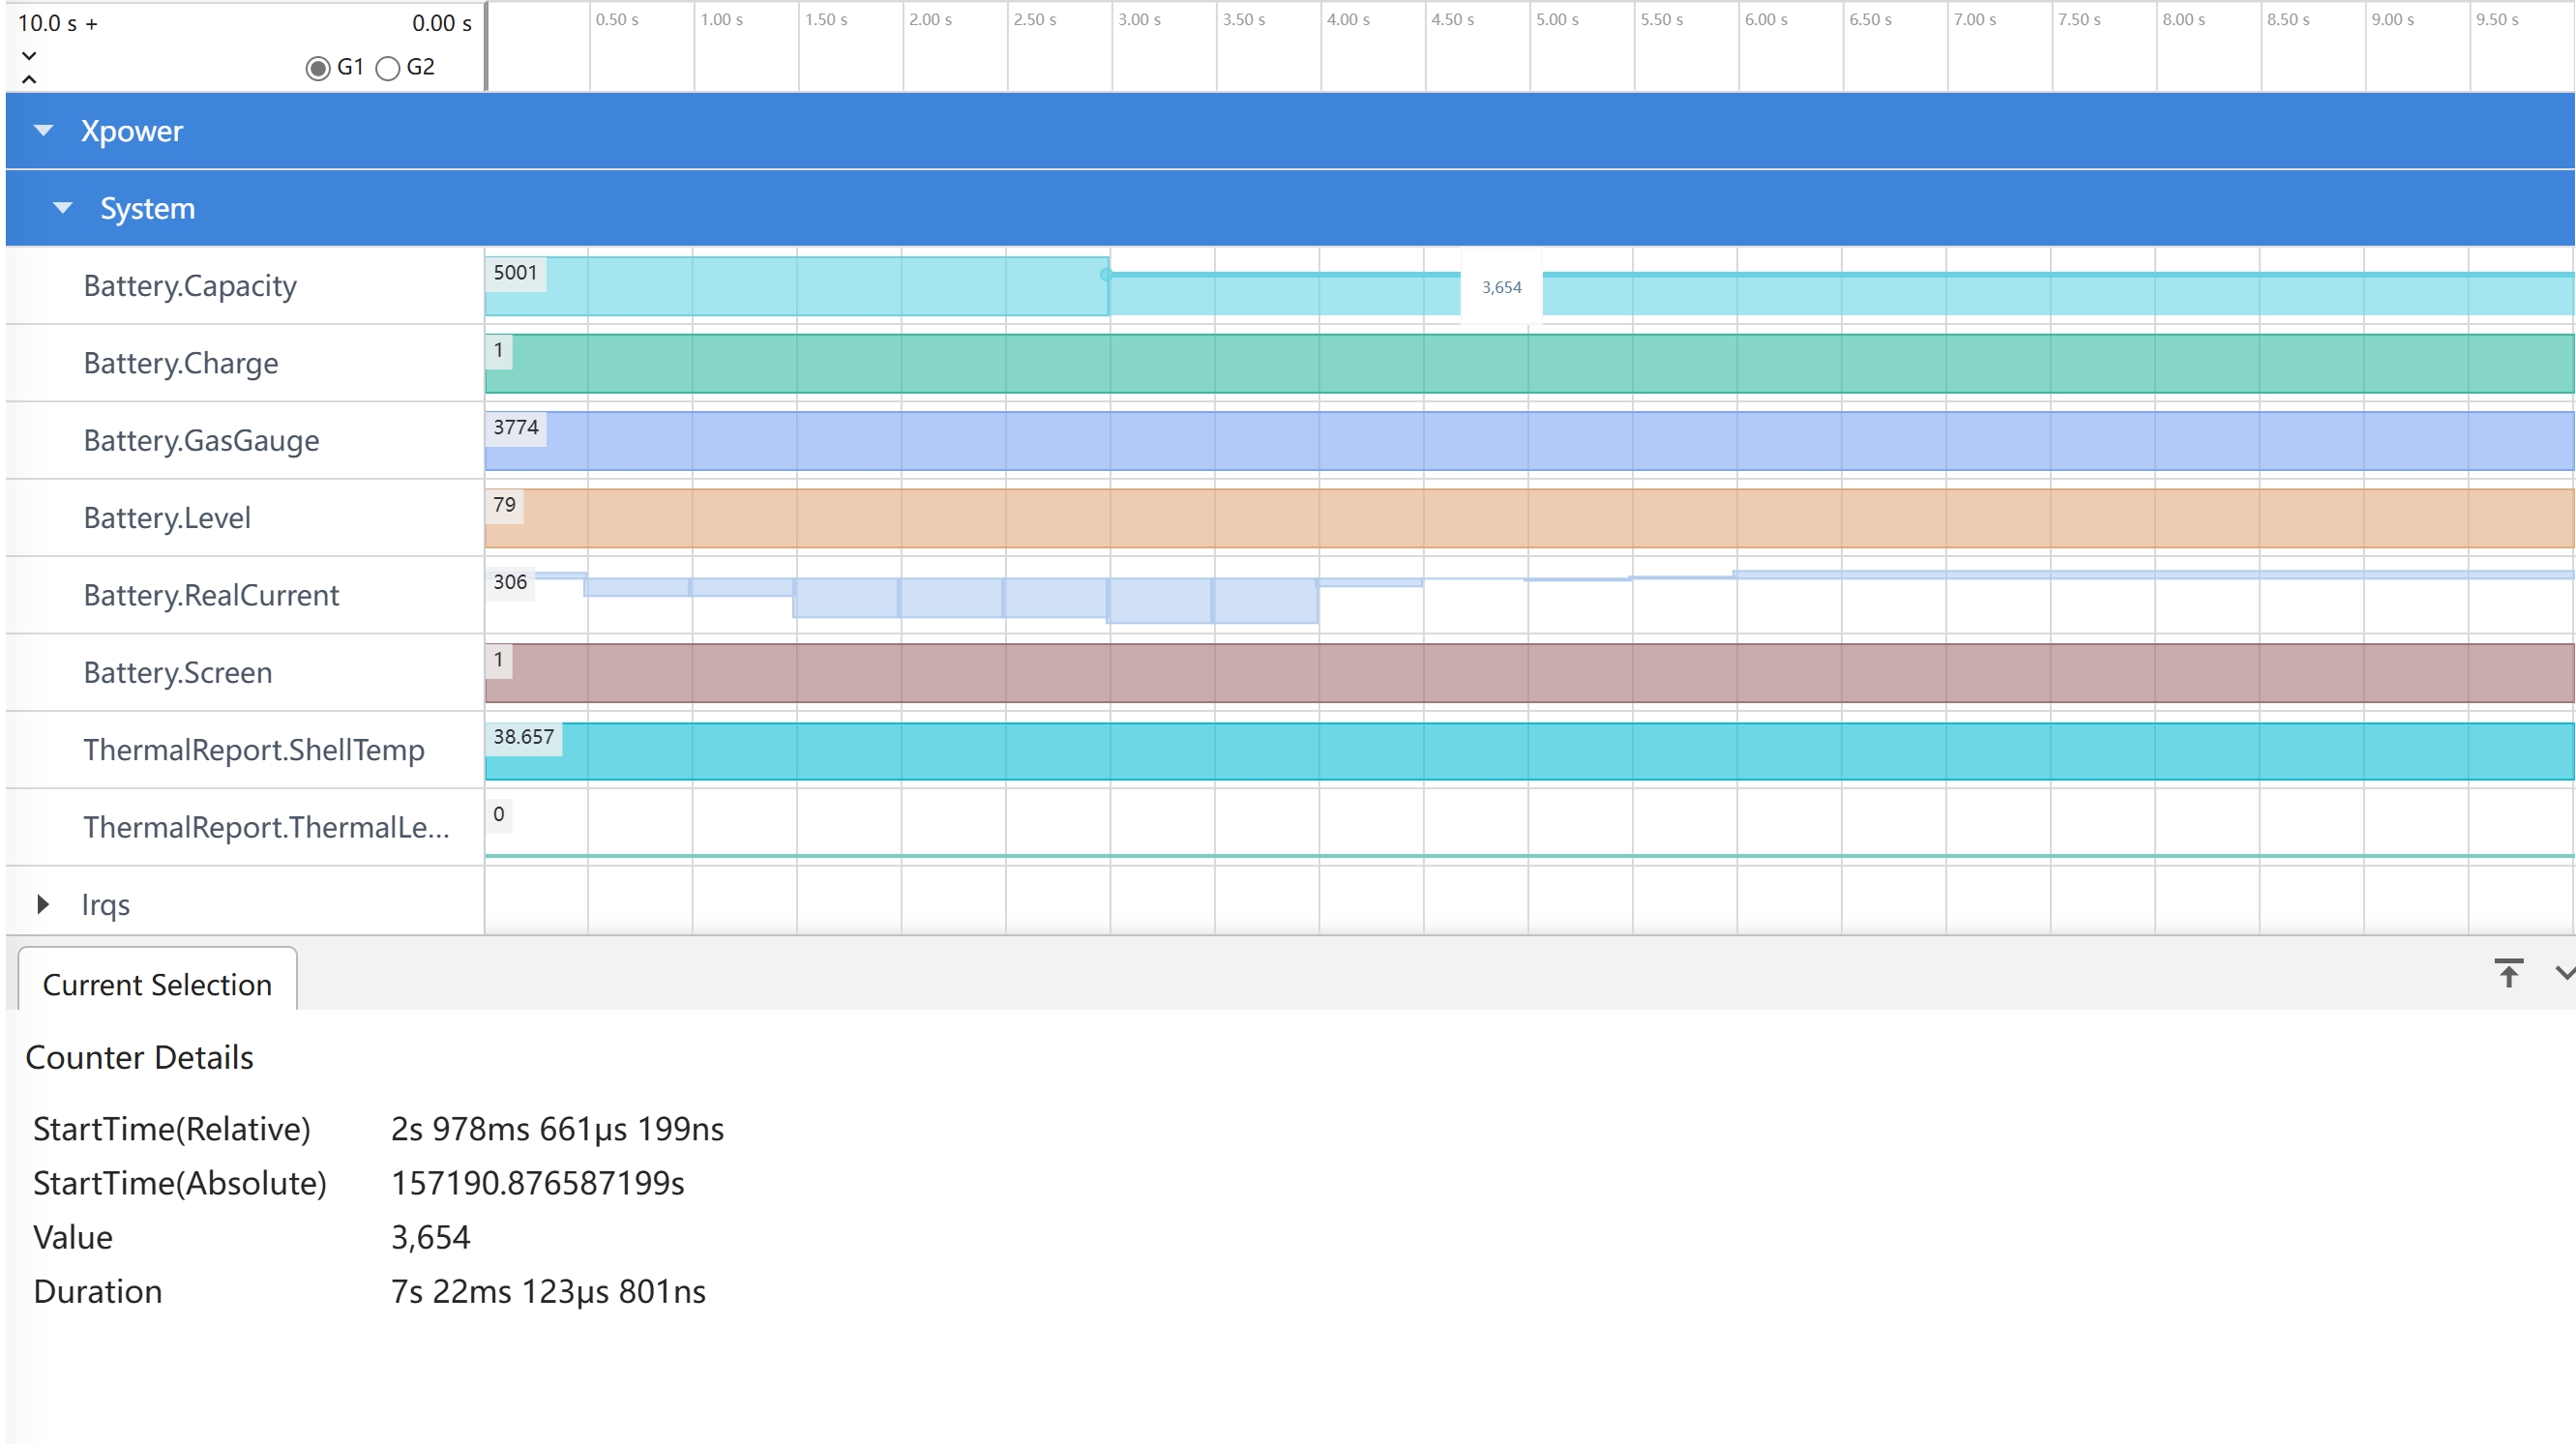 10.0 s +
0.00 s
G1 G2
0.50 s 1.00 s 1.50 s 2.00 s 2.50 s 3.00 s 3.50 s 4.00 s 4.50 s 5.00 s 5.50 s 6.00 s 6.50 s 7.00 s 7.50 s 8.00 s 8.50 s 9.00 s 9.50 s
Xpower
System
Battery.Capacity 5001 3,654
Battery.Charge 1
Battery.GasGauge 3774
Battery.Level 79
Battery.RealCurrent 306
Battery.Screen 1
ThermalReport.ShellTemp 38.657
ThermalReport.ThermalLe... 0
Irqs
Current Selection
Counter Details
StartTime(Relative) 2s 978ms 661μs 199ns
StartTime(Absolute) 157190.876587199s
Value 3,654
Duration 7s 22ms 123μs 801ns